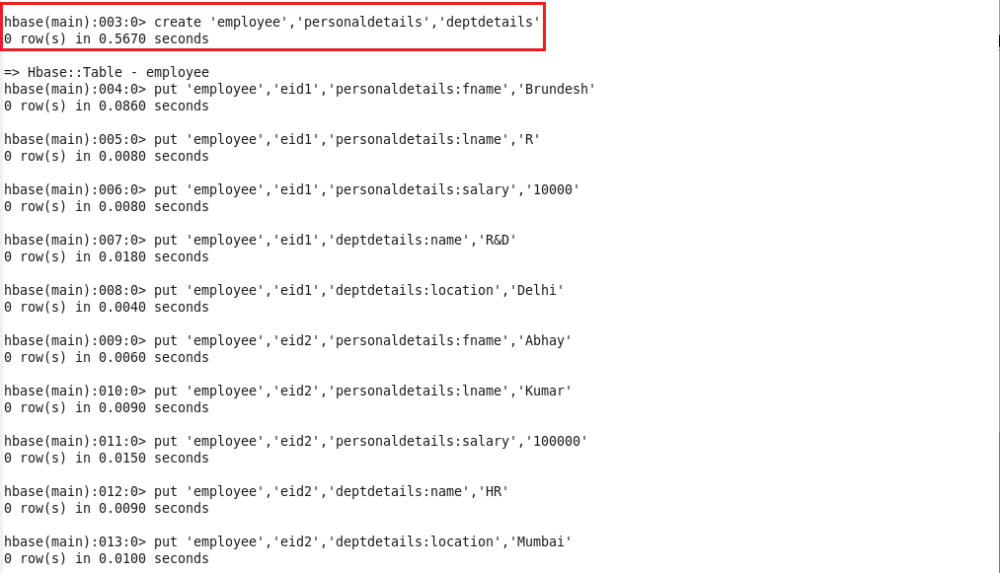 hbase(main):003:0> create 'employee','personaldetails','deptdetails'
0 row(s) in 0.5670 seconds
=> Hbase::Table - employee
hbase(main):004:0> put 'employee','eid1','personaldetails:fname','Brundesh'
0 row(s) in 0.0860 seconds
hbase(main):005:0> put 'employee','eid1','personaldetails:lname','R'
0 row(s) in 0.0080 seconds
hbase(main):006:0> put 'employee','eid1','personaldetails:salary','10000'
0 row(s) in 0.0080 seconds
hbase(main):007:0> put 'employee','eid1','deptdetails:name','R&D'
0 row(s) in 0.0180 seconds
hbase(main):008:0> put 'employee','eid1','deptdetails:location','Delhi'
0 row(s) in 0.0040 seconds
hbase(main):009:0> put 'employee','eid2','personaldetails:fname','Abhay'
0 row(s) in 0.0060 seconds
hbase(main):010:0> put 'employee','eid2','personaldetails:lname','Kumar'
0 row(s) in 0.0090 seconds
hbase(main):011:0> put 'employee','eid2','personaldetails:salary','100000'
0 row(s) in 0.0150 seconds
hbase(main):012:0> put 'employee','eid2','deptdetails:name','HR'
0 row(s) in 0.0090 seconds
hbase(main):013:0> put 'employee','eid2','deptdetails:location','Mumbai'
0 row(s) in 0.0100 seconds